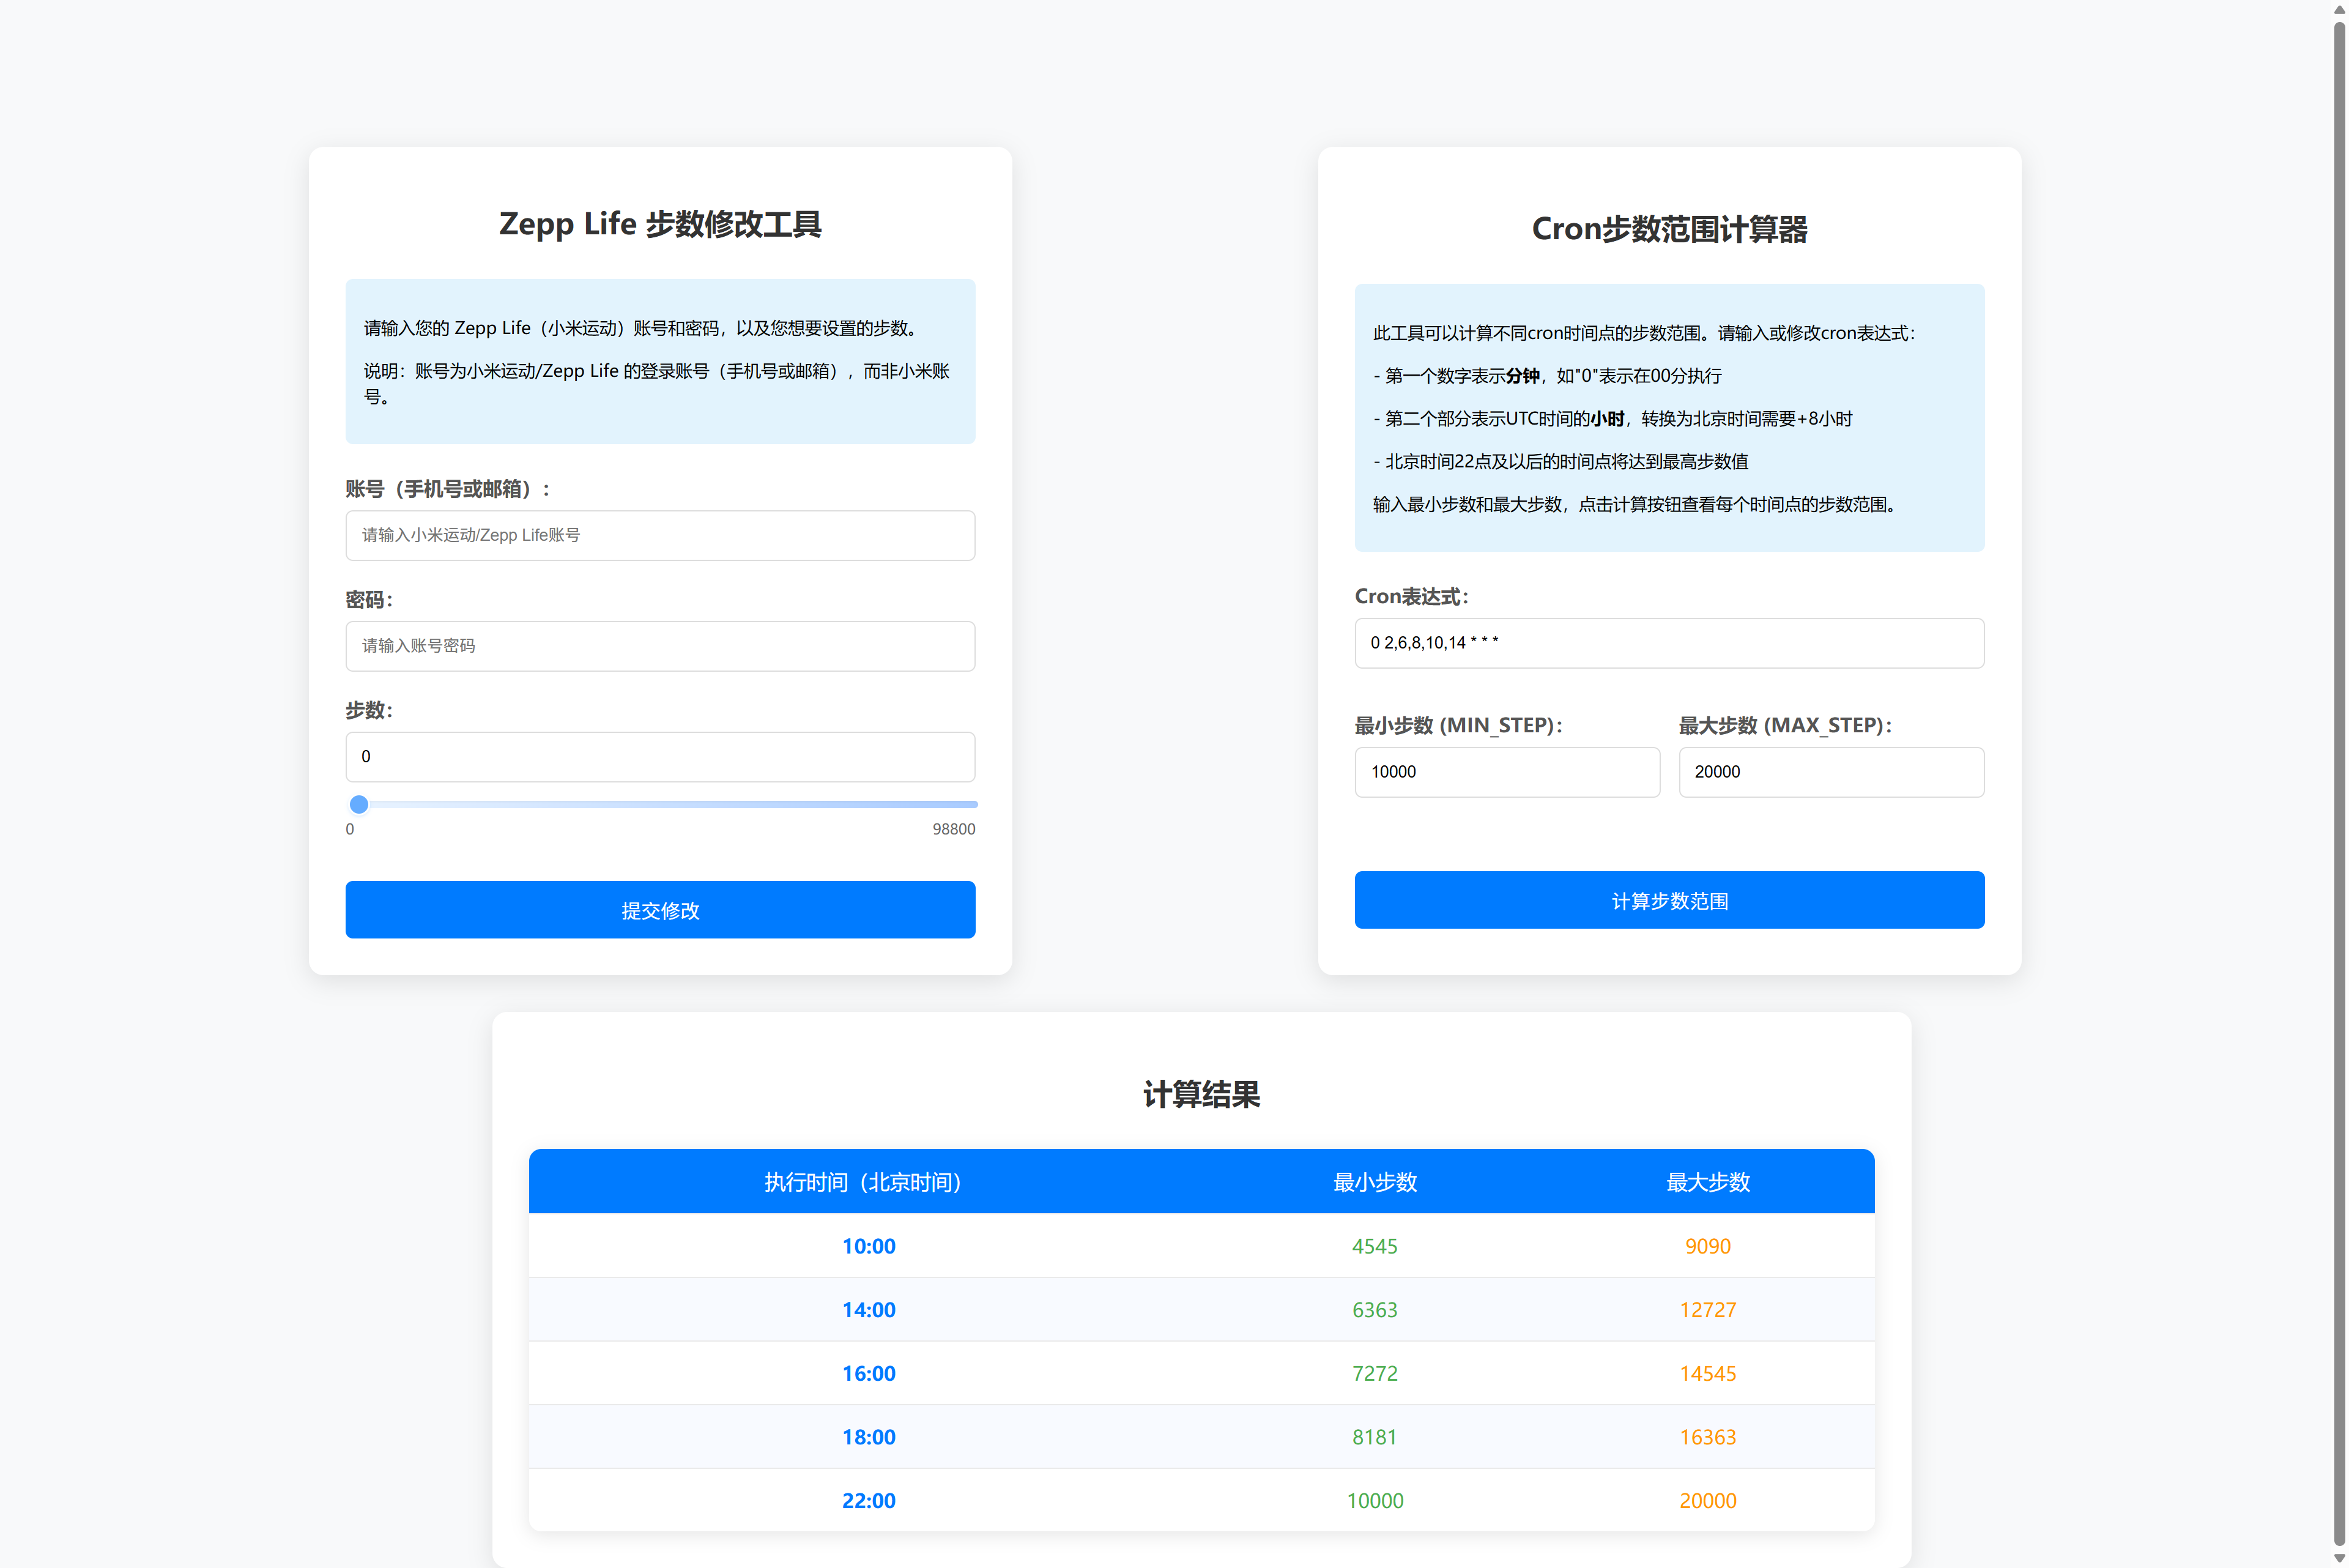 Zepp Life 步数修改工具
请输入您的 Zepp Life（小米运动）账号和密码，以及您想要设置的步数。
说明：账号为小米运动/Zepp Life 的登录账号（手机号或邮箱），而非小米账
号。
账号（手机号或邮箱）：
请输入小米运动/Zepp Life账号
密码：
请输入账号密码
步数：
0
0 98800
提交修改
Cron步数范围计算器
此工具可以计算不同cron时间点的步数范围。请输入或修改cron表达式：
- 第一个数字表示分钟，如"0"表示在00分执行
- 第二个部分表示UTC时间的小时，转换为北京时间需要+8小时
- 北京时间22点及以后的时间点将达到最高步数值
输入最小步数和最大步数，点击计算按钮查看每个时间点的步数范围。
Cron表达式：
0 2,6,8,10,14 * * *
最小步数 (MIN_STEP)： 最大步数 (MAX_STEP)：
10000 20000
计算步数范围
计算结果
执行时间（北京时间） 最小步数 最大步数
10:00 4545 9090
14:00 6363 12727
16:00 7272 14545
18:00 8181 16363
22:00 10000 20000